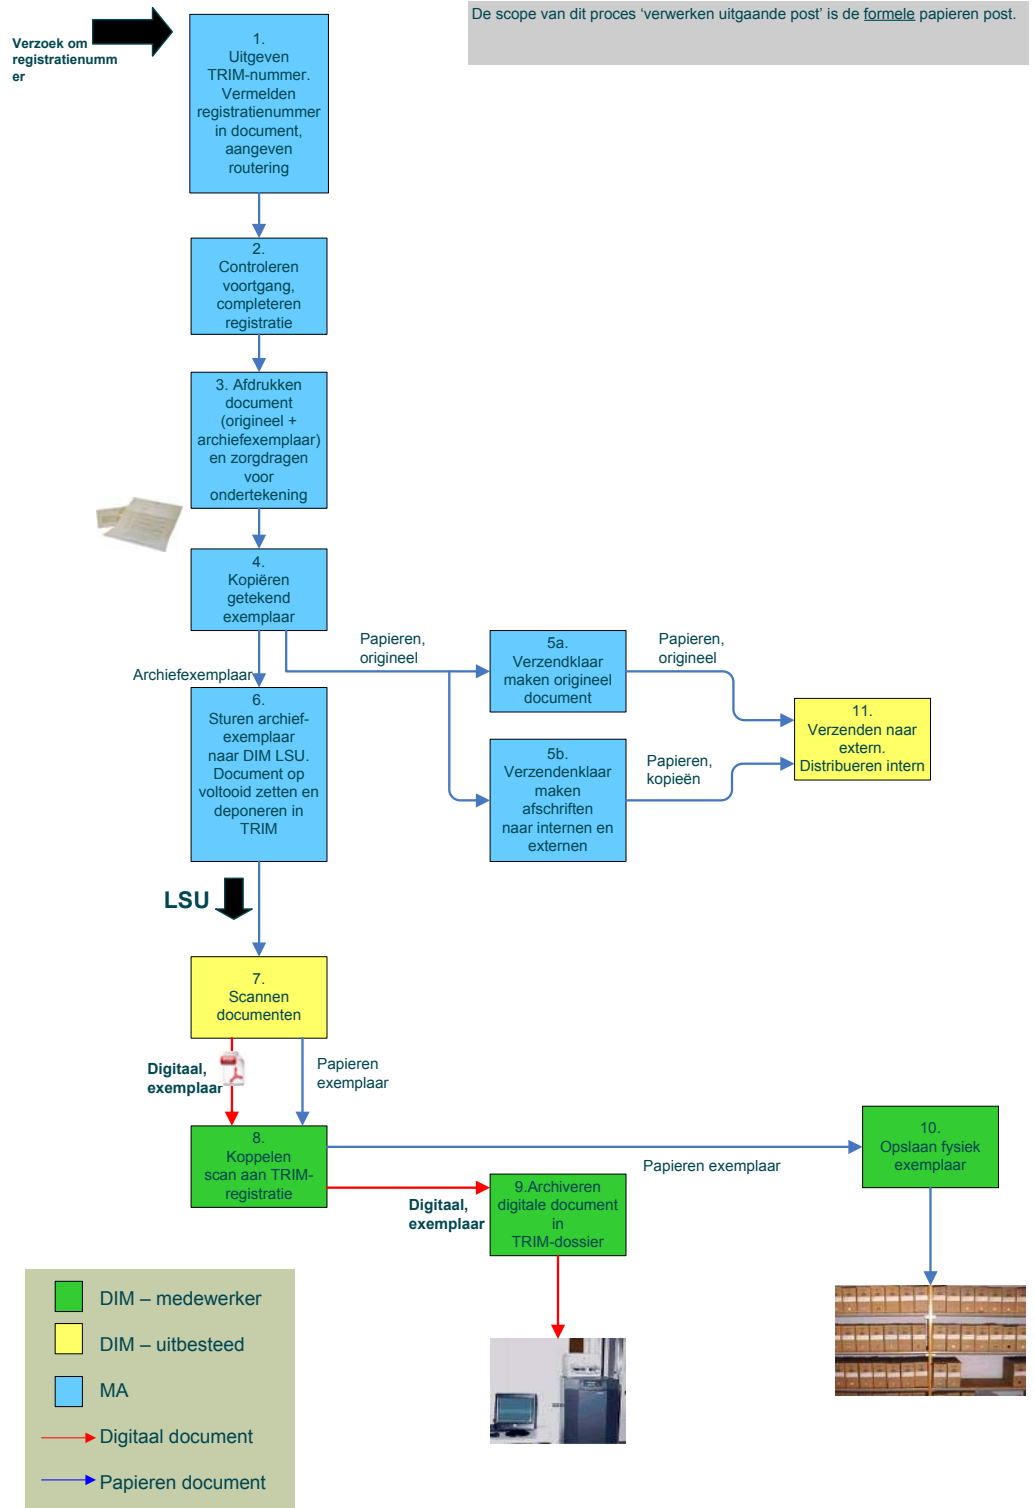 De scope van dit proces ‘verwerken uitgaande post’ is de formele papieren post.
Verzoek om
registratienumm
er
1.
Uitgeven
TRIM-nummer.
Vermelden
registratienummer
in document,
aangeven
routering
2.
Controleren
voortgang,
completeren
registratie
3. Afdrukken
document
(origineel +
archiefexemplaar)
en zorgdragen
voor
ondertekening
4.
Kopiëren
getekend
exemplaar
Papieren,
origineel
5a.
Verzendklaar
maken origineel
document
Papieren,
origineel
Archiefexemplaar
6.
Sturen archief-
exemplaar
naar DIM LSU.
Document op
voltooid zetten en
deponeren in
TRIM
5b.
Verzendenklaar
maken
afschriften
naar internen en
externen
Papieren,
kopieën
11.
Verzenden naar
extern.
Distribueren intern
LSU
7.
Scannen
documenten
Digitaal,
exemplaar
Papieren
exemplaar
8.
Koppelen
scan aan TRIM-
registratie
Papieren exemplaar
10.
Opslaan fysiek
exemplaar
Digitaal,
exemplaar
9.Archiveren
digitale document
in
TRIM-dossier
DIM – medewerker
DIM – uitbesteed
MA
Digitaal document
Papieren document